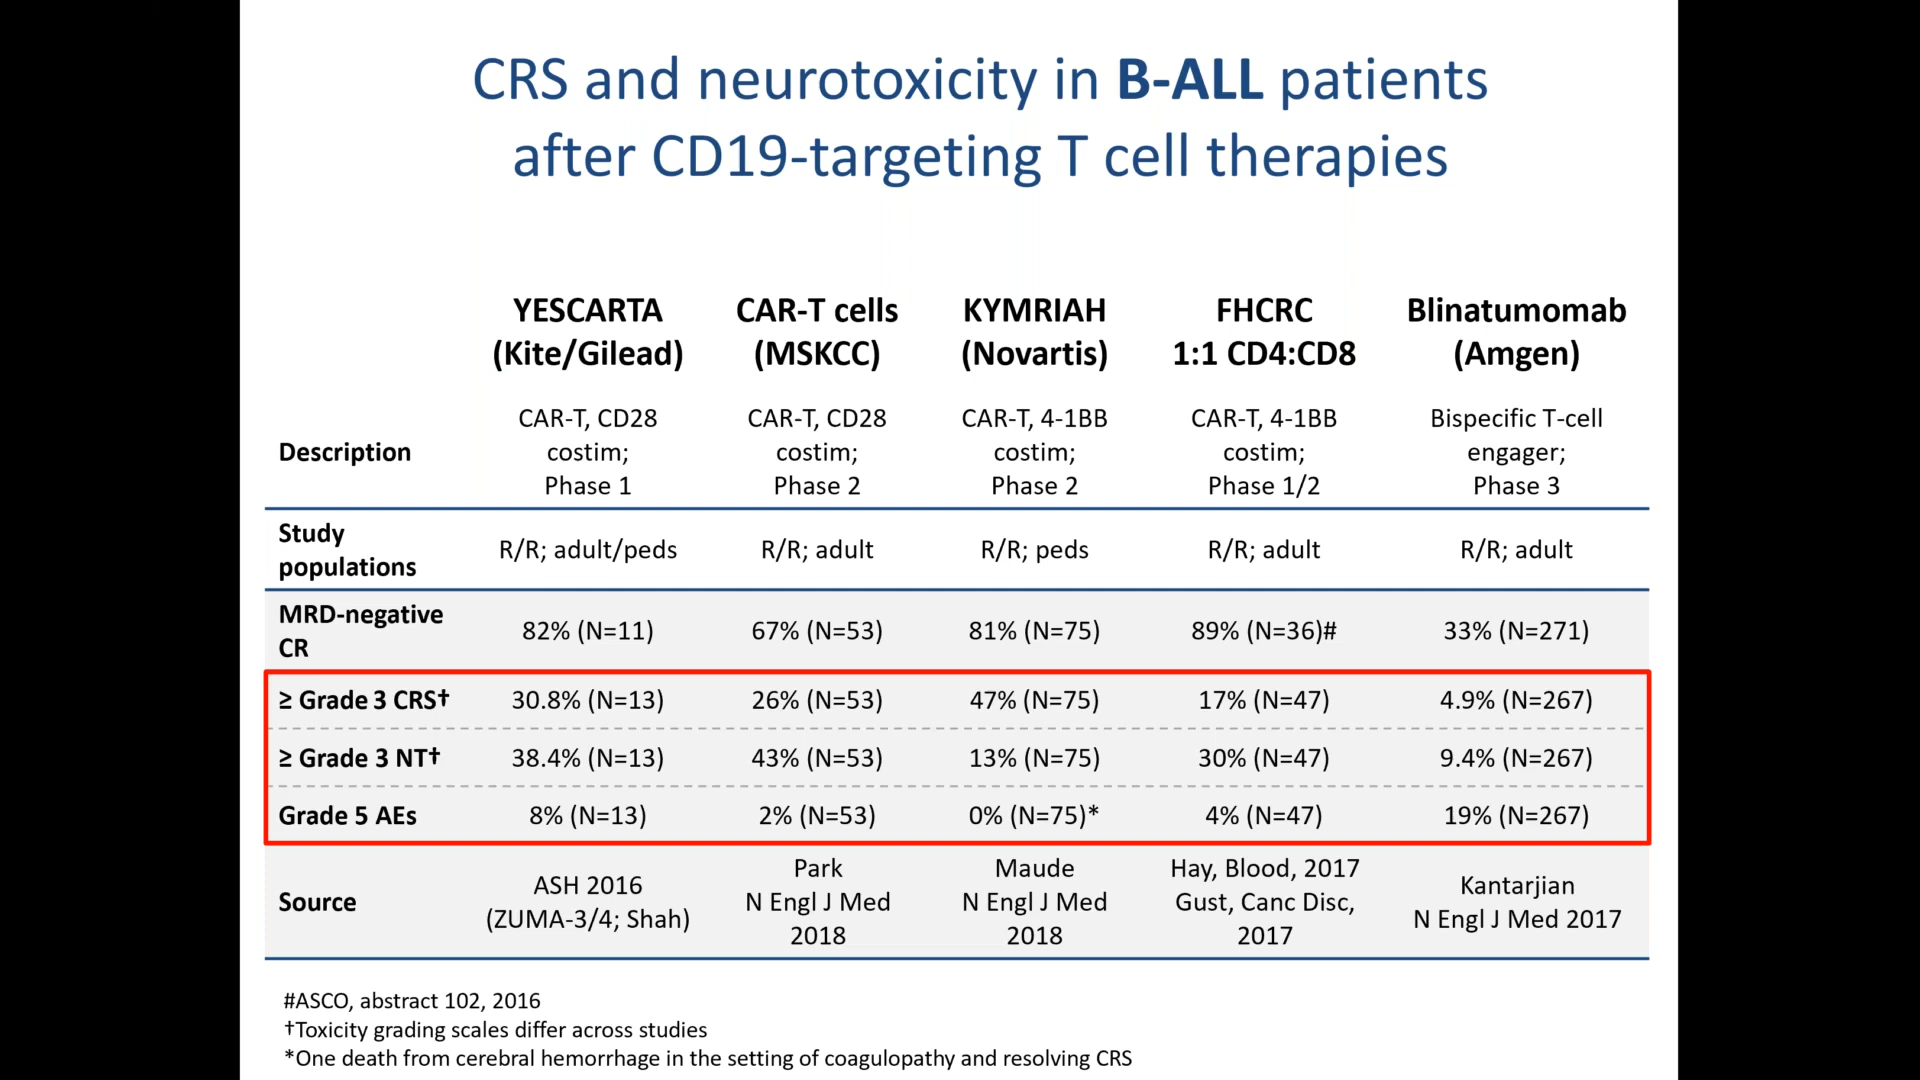 CRS and neurotoxicity in B-ALL patients
after CD19-targeting T cell therapies
YESCARTA
(Kite/Gilead)
CAR-T cells
(MSKCC)
KYMRIAH
(Novartis)
FHCRC
1:1 CD4:CD8
Blinatumomab
(Amgen)
Description
CAR-T, CD28
costim;
Phase 1
CAR-T, CD28
costim;
Phase 2
CAR-T, 4-1BB
costim;
Phase 2
CAR-T, 4-1BB
costim;
Phase 1/2
Bispecific T-cell
engager;
Phase 3
Study
populations
R/R; adult/peds
R/R; adult
R/R; peds
R/R; adult
R/R; adult
MRD-negative
CR
82% (N=11)
67% (N=53)
81% (N=75)
89% (N=36)#
33% (N=271)
≥ Grade 3 CRS†
30.8% (N=13)
26% (N=53)
47% (N=75)
17% (N=47)
4.9% (N=267)
≥ Grade 3 NT†
38.4% (N=13)
43% (N=53)
13% (N=75)
30% (N=47)
9.4% (N=267)
Grade 5 AEs
8% (N=13)
2% (N=53)
0% (N=75)*
4% (N=47)
19% (N=267)
Source
ASH 2016
(ZUMA-3/4; Shah)
Park
N Engl J Med
2018
Maude
N Engl J Med
2018
Hay, Blood, 2017
Gust, Canc Disc,
2017
Kantarjian
N Engl J Med 2017
#ASCO, abstract 102, 2016
†Toxicity grading scales differ across studies
*One death from cerebral hemorrhage in the setting of coagulopathy and resolving CRS